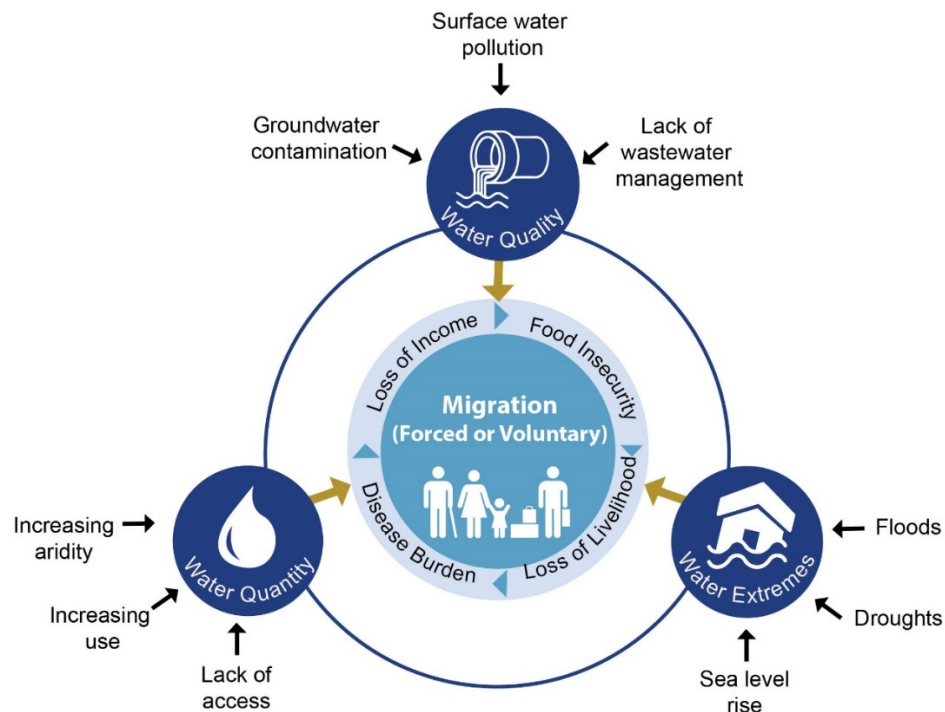 Surface water
pollution
Groundwater
contamination
Lack of
wastewater
management
Water Quality
Loss of Income
Food Insecurity
Migration
(Forced or Voluntary)
Disease Burden
Loss of Livelihood
Increasing
aridity
Water Quantity
Increasing
use
Lack of
access
Water Extremes
Floods
Droughts
Sea level
rise